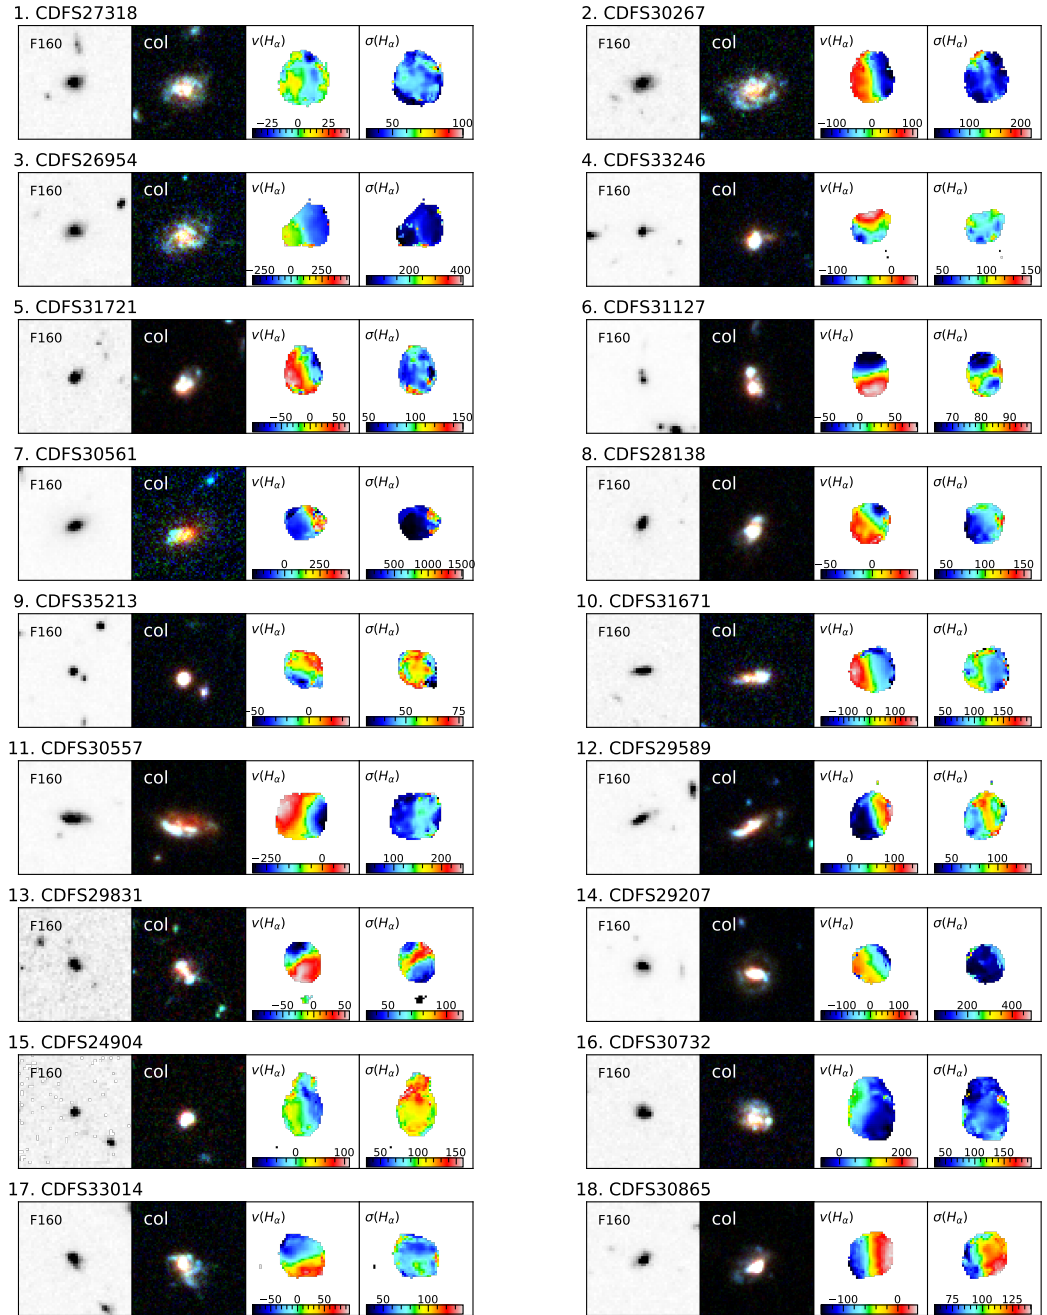 1. CDFS27318
F160 col v(Hα) σ(Hα)
−25 0 25 50 100
2. CDFS30267
F160 col v(Hα) σ(Hα)
−100 0 100 100 200
3. CDFS26954
F160 col v(Hα) σ(Hα)
−250 0 250 200 400
4. CDFS33246
F160 col v(Hα) σ(Hα)
−100 0 50 100 150
5. CDFS31721
F160 col v(Hα) σ(Hα)
−50 0 50 50 100 150
6. CDFS31127
F160 col v(Hα) σ(Hα)
−50 0 50 70 80 90
7. CDFS30561
F160 col v(Hα) σ(Hα)
0 250 500 1000 1500
8. CDFS28138
F160 col v(Hα) σ(Hα)
−50 0 50 100 150
9. CDFS35213
F160 col v(Hα) σ(Hα)
−50 0 50 75
10. CDFS31671
F160 col v(Hα) σ(Hα)
−100 0 100 50 100 150
11. CDFS30557
F160 col v(Hα) σ(Hα)
−250 0 100 200
12. CDFS29589
F160 col v(Hα) σ(Hα)
0 100 50 100
13. CDFS29831
F160 col v(Hα) σ(Hα)
−50 0 50 50 100
14. CDFS29207
F160 col v(Hα) σ(Hα)
−100 0 100 200 400
15. CDFS24904
F160 col v(Hα) σ(Hα)
0 100 50 100 150
16. CDFS30732
F160 col v(Hα) σ(Hα)
0 200 50 100 150
17. CDFS33014
F160 col v(Hα) σ(Hα)
−50 0 50 50 100
18. CDFS30865
F160 col v(Hα) σ(Hα)
−100 0 75 100 125